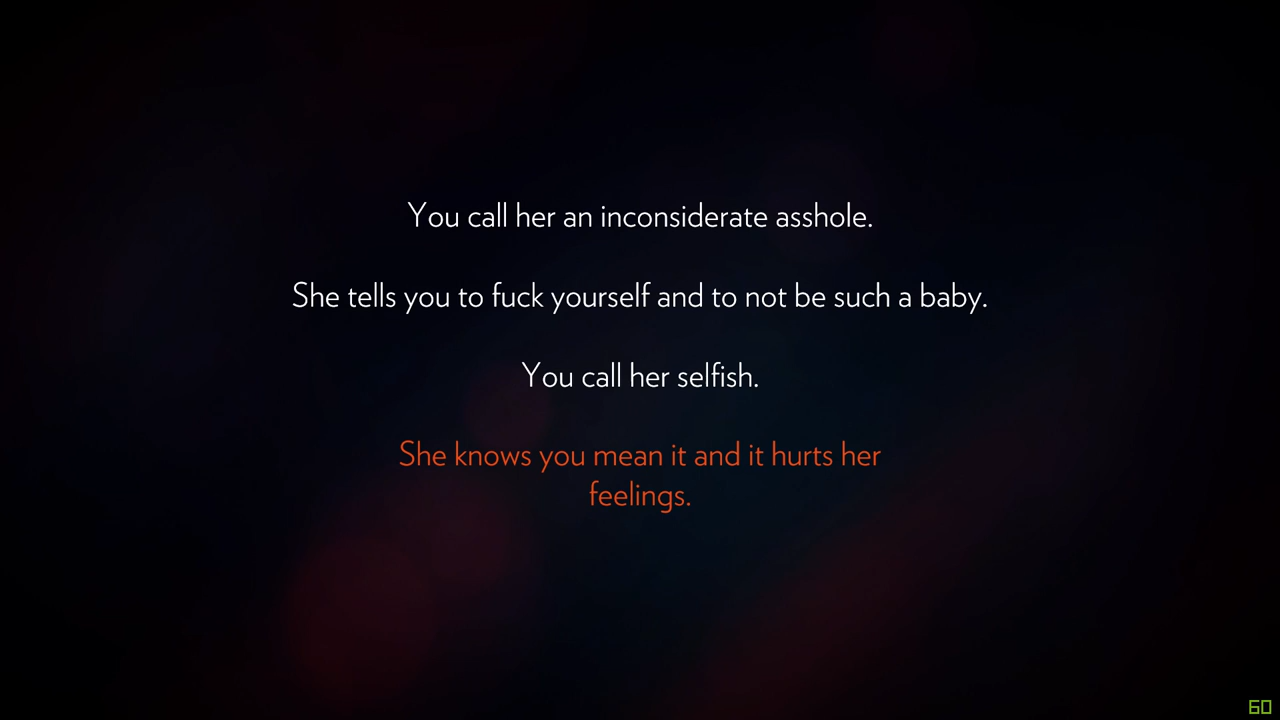 You call her an inconsiderate asshole.
She tells you to fuck yourself and to not be such a baby.
You call her selfish.
She knows you mean it and it hurts her
feelings.
60